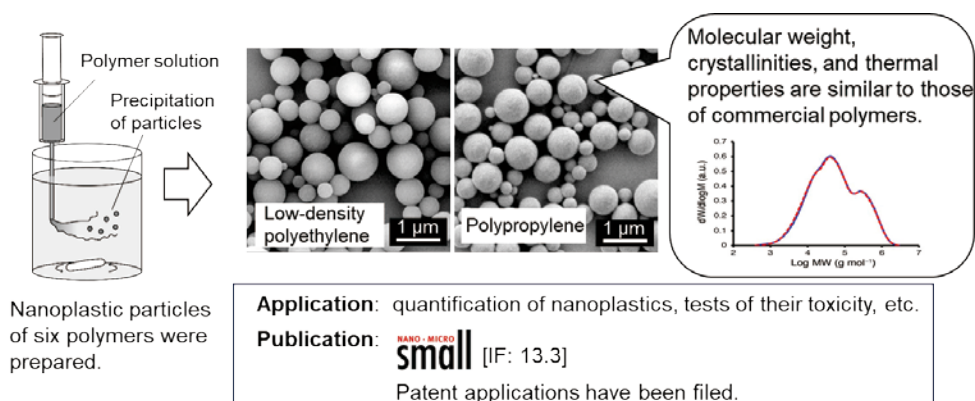 Polymer solution
Precipitation
of particles
Nanoplastic particles
of six polymers were
prepared.
Low-density
polyethylene
1 μm
Polypropylene
1 μm
Molecular weight,
crystallinities, and thermal
properties are similar to those
of commercial polymers.
dW/dlogM (a.u.)
0.7
0.6
0.5
0.4
0.3
0.2
0.1
0
2
3
4
5
6
7
Log MW (g mol⁻¹)
Application: quantification of nanoplastics, tests of their toxicity, etc.
Publication: NANO · MICRO small [IF: 13.3]
Patent applications have been filed.